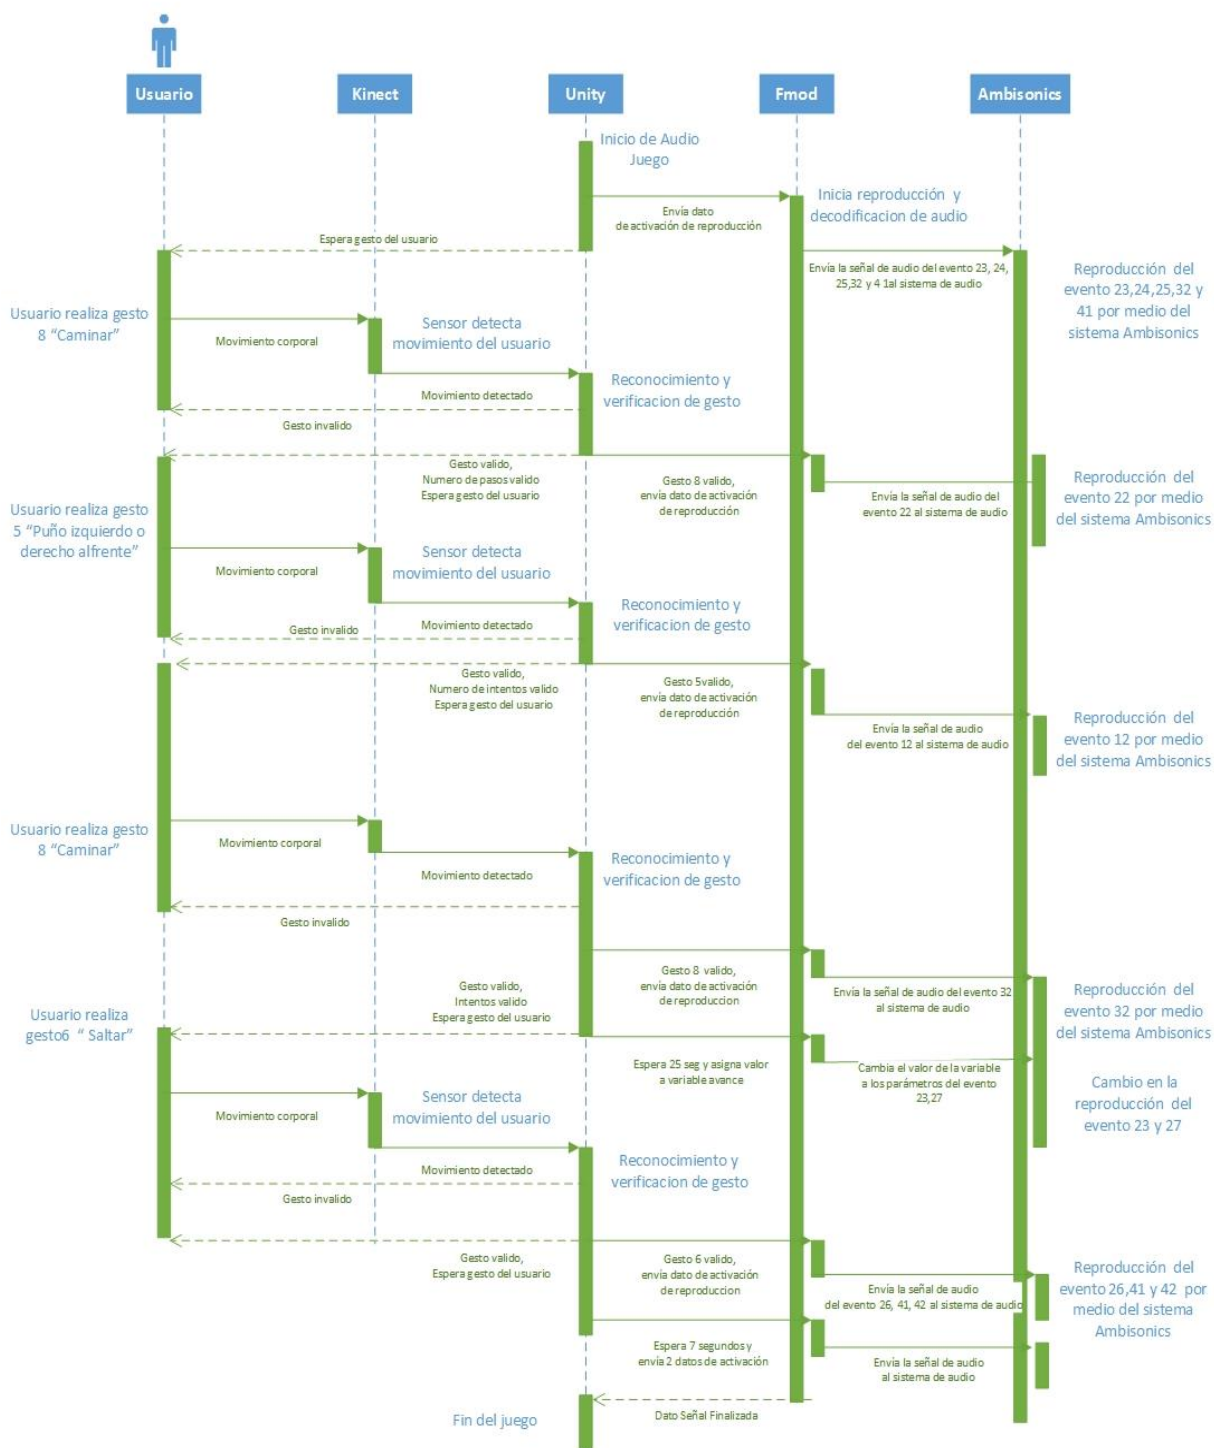 Usuario
Kinect
Unity
Fmod
Ambisonics
Inicio de Audio
Juego
Envía dato
de activación de reproducción
Inicia reproducción y
decodificacion de audio
Espera gesto del usuario
Envía la señal de audio del evento 23, 24,
25,32 y 4 1al sistema de audio
Reproducción del
evento 23,24,25,32 y
41 por medio del
sistema Ambisonics
Usuario realiza gesto
8 “Caminar”
Movimiento corporal
Sensor detecta
movimiento del usuario
Movimiento detectado
Reconocimiento y
verificacion de gesto
Gesto invalido
Gesto valido,
Numero de pasos valido
Espera gesto del usuario
Gesto 8 valido,
envía dato de activación
de reproducción
Envía la señal de audio del
evento 22 al sistema de audio
Reproducción del
evento 22 por medio
del sistema Ambisonics
Usuario realiza gesto
5 “Puño izquierdo o
derecho alfrente”
Movimiento corporal
Sensor detecta
movimiento del usuario
Movimiento detectado
Reconocimiento y
verificacion de gesto
Gesto invalido
Gesto valido,
Numero de intentos valido
Espera gesto del usuario
Gesto 5valido,
envía dato de activación
de reproducción
Envía la señal de audio
del evento 12 al sistema de audio
Reproducción del
evento 12 por medio
del sistema Ambisonics
Usuario realiza gesto
8 “Caminar”
Movimiento corporal
Movimiento detectado
Reconocimiento y
verificacion de gesto
Gesto invalido
Gesto valido,
Intentos valido
Espera gesto del usuario
Gesto 8 valido,
envía dato de activación
de reproduccion
Envía la señal de audio del evento 32
al sistema de audio
Reproducción del
evento 32 por medio
del sistema Ambisonics
Usuario realiza
gesto6 “ Saltar”
Espera 25 seg y asigna valor
a variable avance
Cambia el valor de la variable
a los parámetros del evento
23,27
Cambio en la
reproducción del
evento 23 y 27
Movimiento corporal
Sensor detecta
movimiento del usuario
Movimiento detectado
Reconocimiento y
verificacion de gesto
Gesto invalido
Gesto valido,
Espera gesto del usuario
Gesto 6 valido,
envía dato de activación
de reproduccion
Envía la señal de audio
del evento 26, 41, 42 al sistema de audio
Reproducción del
evento 26,41 y 42 por
medio del sistema
Ambisonics
Espera 7 segundos y
envía 2 datos de activación
Envía la señal de audio
al sistema de audio
Fin del juego
Dato Señal Finalizada